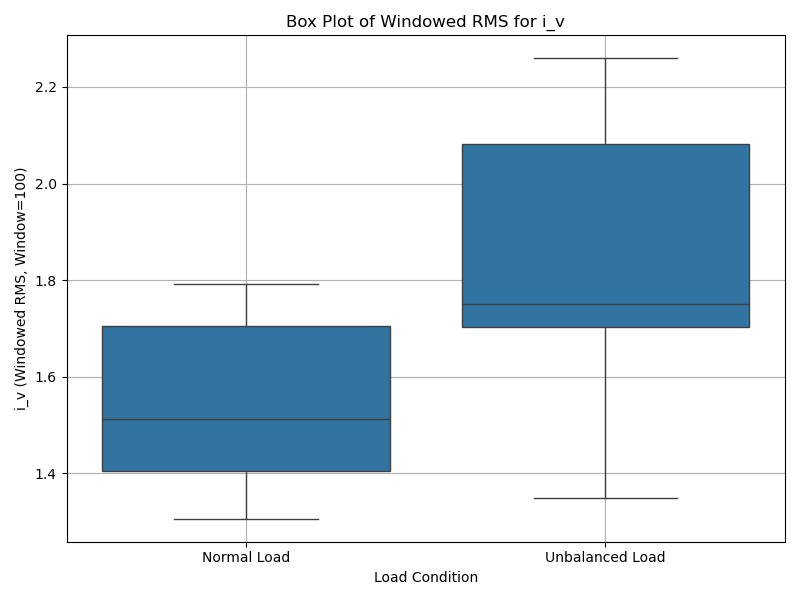 Box Plot of Windowed RMS for i_v
i_v (Windowed RMS, Window=100)
2.2
2.0
1.8
1.6
1.4
Normal Load
Unbalanced Load
Load Condition